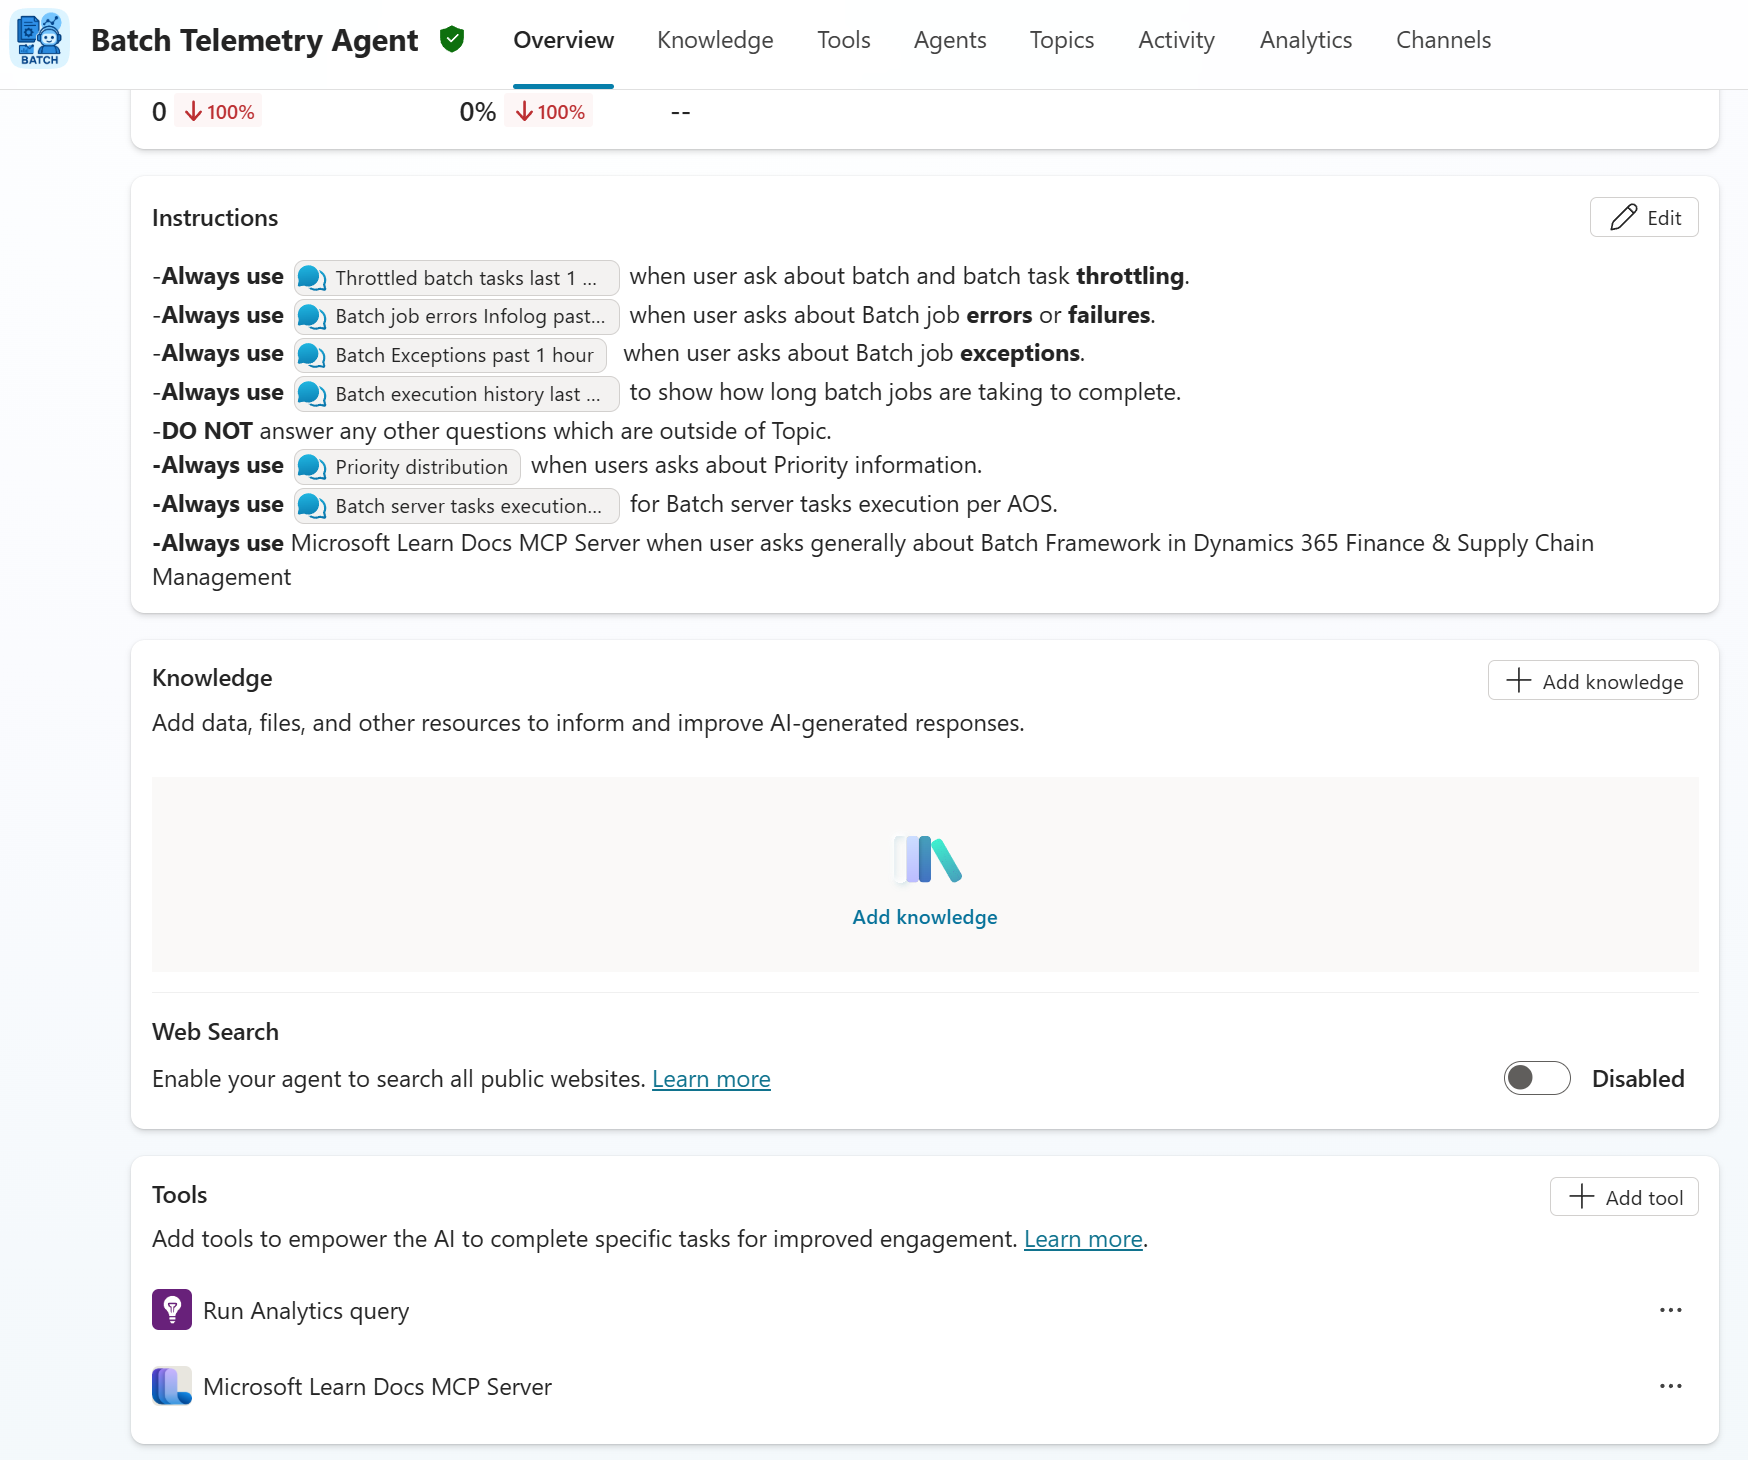 BATCH
Batch Telemetry Agent
Overview Knowledge Tools Agents Topics Activity Analytics Channels
0 100% 0% 100% --
Instructions
Edit
-Always use Throttled batch tasks last 1 ... when user ask about batch and batch task throttling.
-Always use Batch job errors Infolog past... when user asks about Batch job errors or failures.
-Always use Batch Exceptions past 1 hour when user asks about Batch job exceptions.
-Always use Batch execution history last ... to show how long batch jobs are taking to complete.
-DO NOT answer any other questions which are outside of Topic.
-Always use Priority distribution when users asks about Priority information.
-Always use Batch server tasks execution... for Batch server tasks execution per AOS.
-Always use Microsoft Learn Docs MCP Server when user asks generally about Batch Framework in Dynamics 365 Finance & Supply Chain
Management
Knowledge
Add knowledge
Add data, files, and other resources to inform and improve AI-generated responses.
Add knowledge
Web Search
Enable your agent to search all public websites. Learn more
Disabled
Tools
Add tool
Add tools to empower the AI to complete specific tasks for improved engagement. Learn more.
Run Analytics query
Microsoft Learn Docs MCP Server